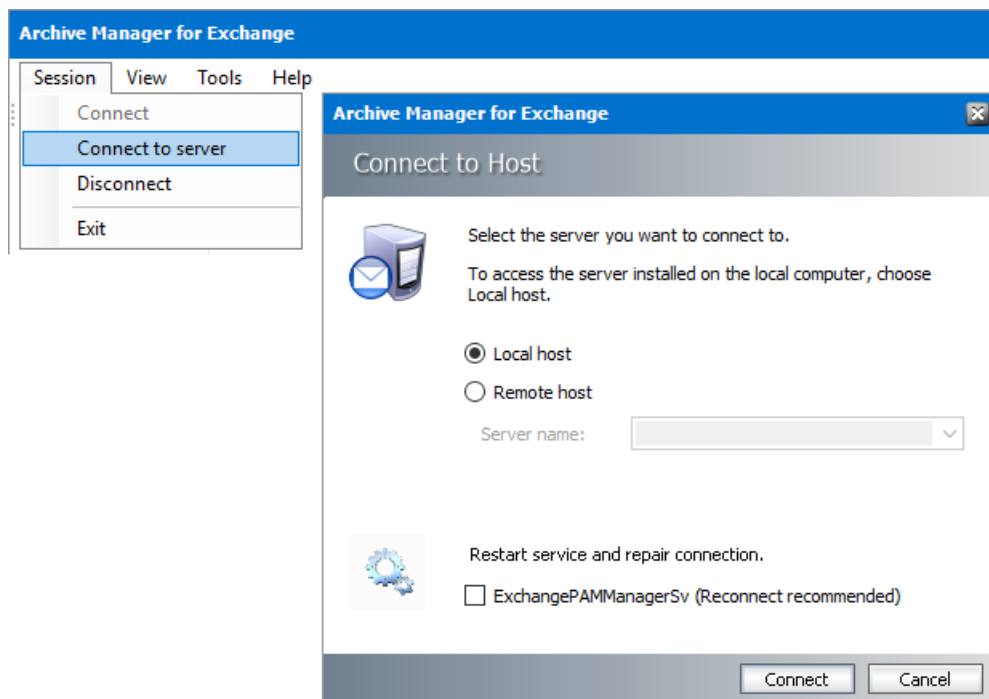 Archive Manager for Exchange
Session View Tools Help
Connect
Connect to server
Disconnect
Exit
Archive Manager for Exchange
Connect to Host
Select the server you want to connect to.
To access the server installed on the local computer, choose
Local host.
Local host
Remote host
Server name:
Restart service and repair connection.
ExchangePAMManagerSv (Reconnect recommended)
Connect Cancel